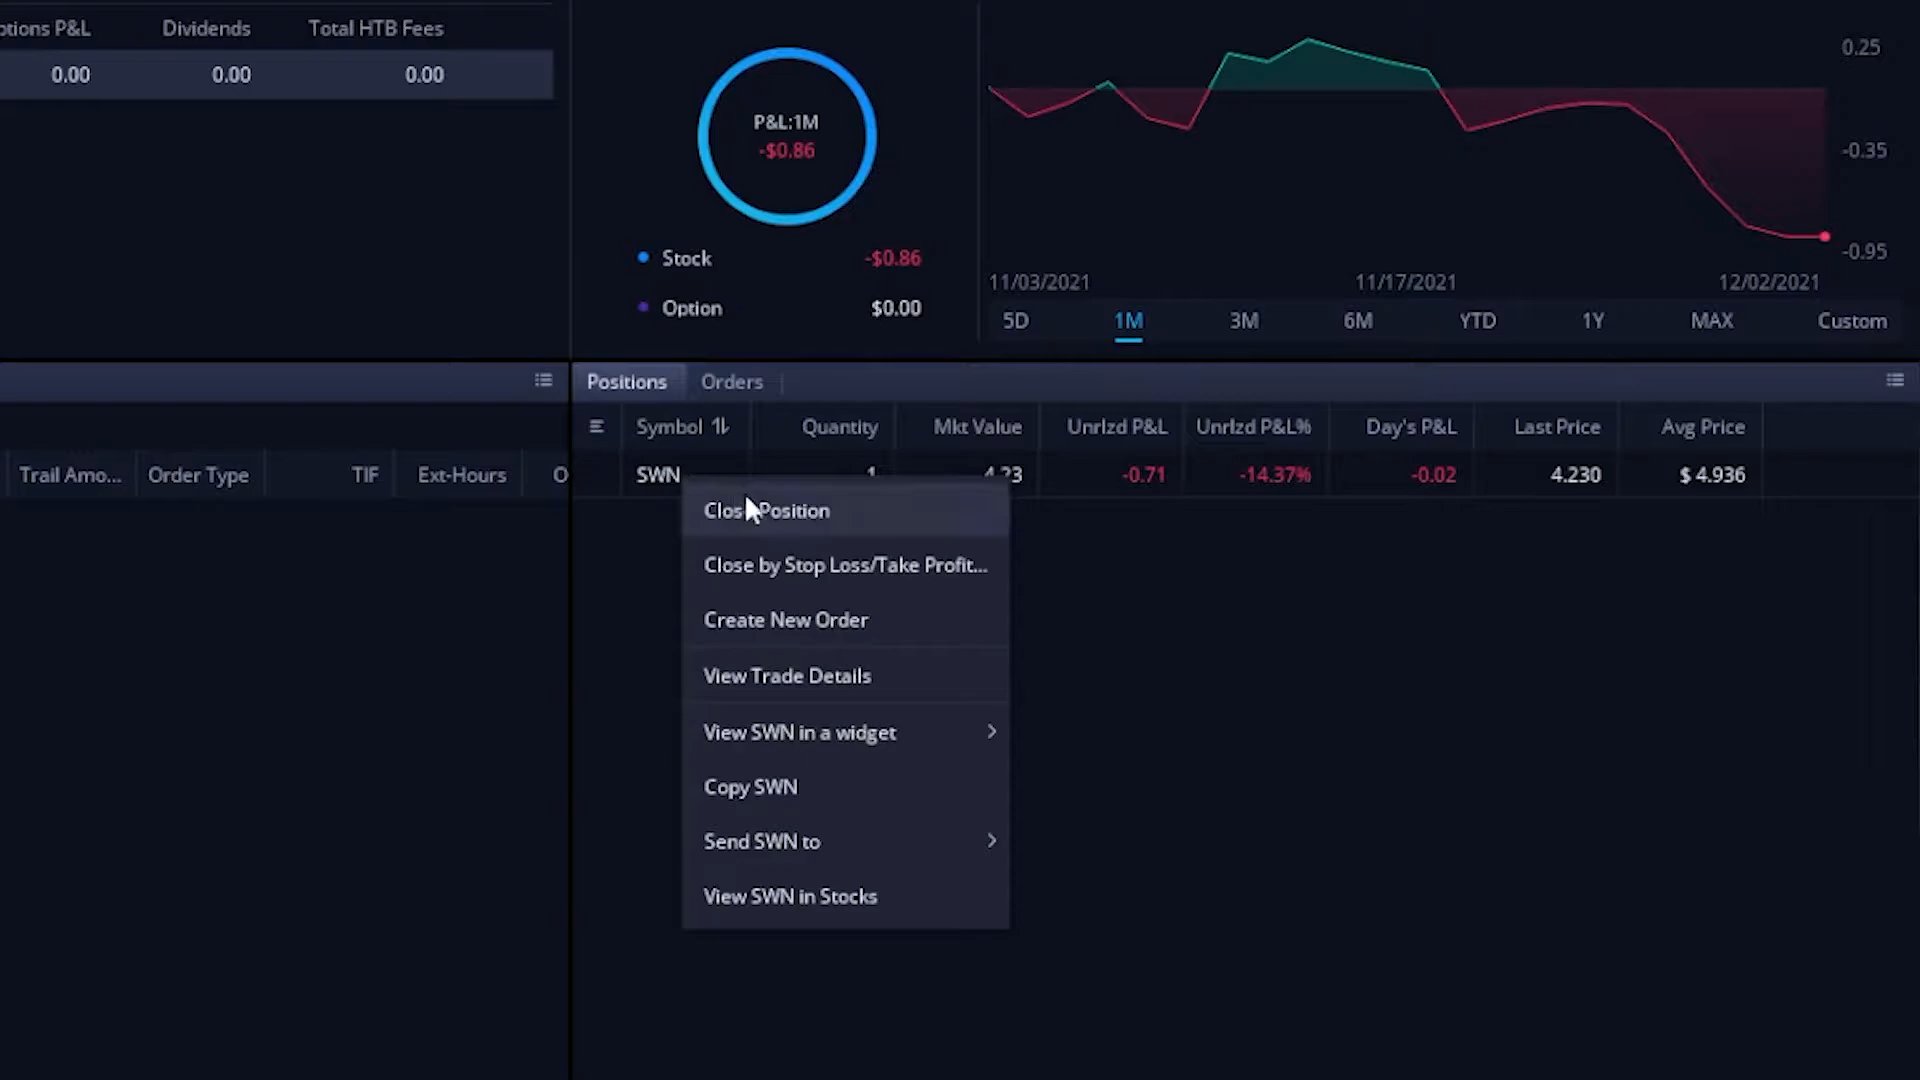 Dividends Total HTB Fees
0.00 0.00 0.00
P&L:1M
-$0.86
Stock -$0.86
Option $0.00
0.25
-0.35
-0.95
11/03/2021 11/17/2021 12/02/2021
5D 1M 3M 6M YTD 1Y MAX Custom
Positions Orders
Symbol Quantity Mkt Value Unrlzd P&L Unrlzd P&L% Day's P&L Last Price Avg Price
Trail Amo... Order Type TIF Ext-Hours O
SWN 1 4.23 -0.71 -14.37% -0.02 4.230 $ 4.936
Close Position
Close by Stop Loss/Take Profit...
Create New Order
View Trade Details
View SWN in a widget
Copy SWN
Send SWN to
View SWN in Stocks